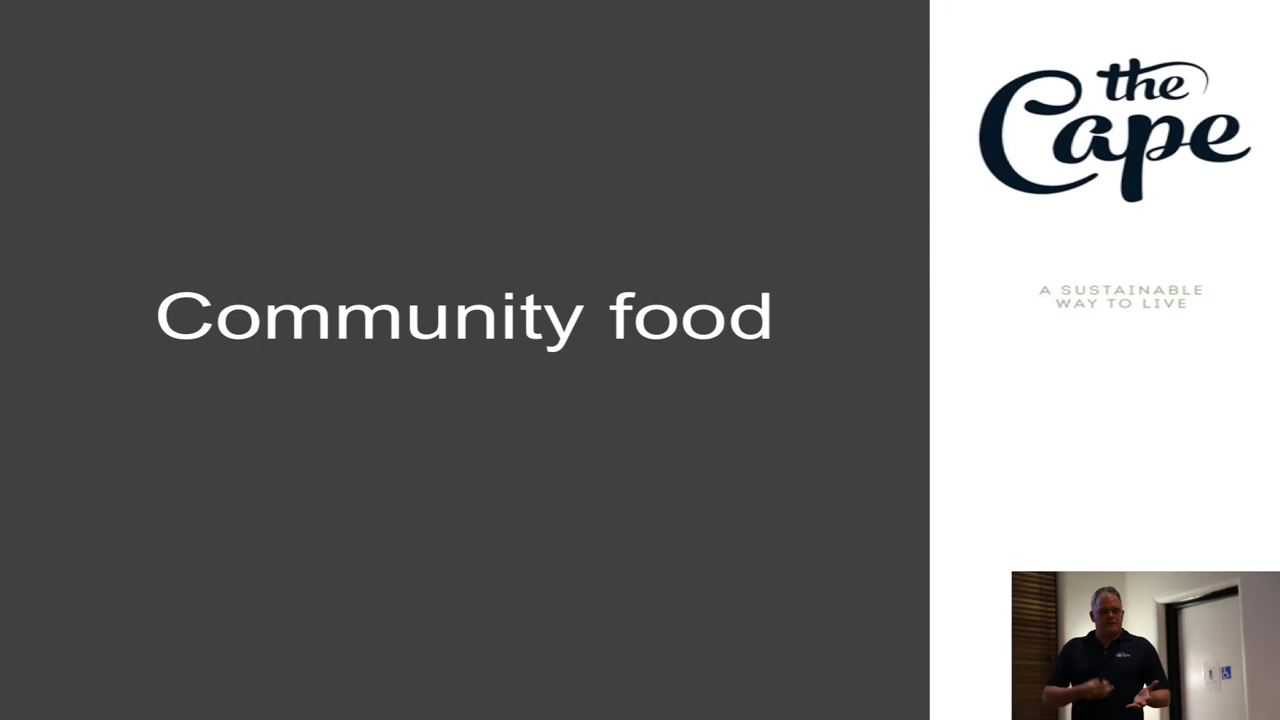 Community food
the
Cape
A SUSTAINABLE
WAY TO LIVE